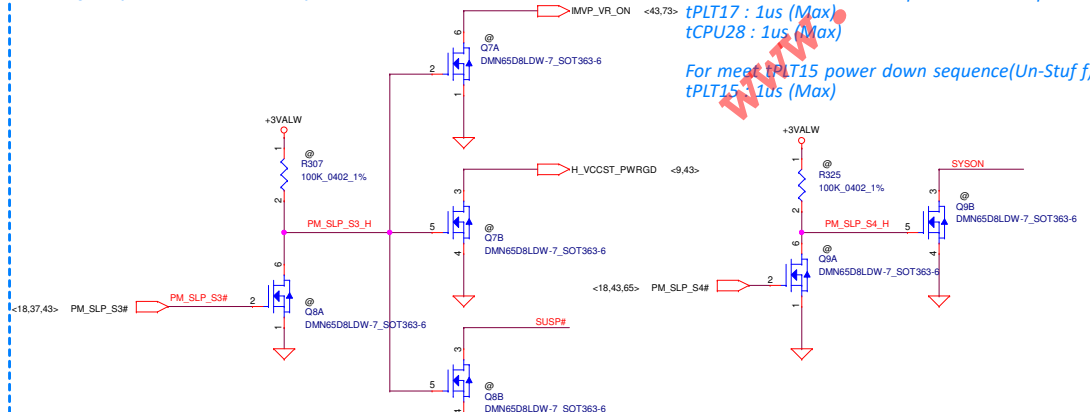 IMVP_VR_ON <43,73>
tPLT17 : 1us (Max)
tCPU28 : 1us (Max)
For meet tPLT15 power down sequence(Un-Stuf f)
tPLT15 : 1us (Max)
www.
6
@
Q7A
DMN65D8LDW-7_SOT363-6
2
1
+3VALW
1
@
R307
100K_0402_1%
2
PM_SLP_S3_H
H_VCCST_PWRGD <9,43>
3
5
@
Q7B
DMN65D8LDW-7_SOT363-6
4
6
<18,37,43> PM_SLP_S3#
PM_SLP_S3#
2
@
Q8A
DMN65D8LDW-7_SOT363-6
1
SUSP#
3
5
@
Q8B
DMN65D8LDW-7_SOT363-6
+3VALW
1
@
R325
100K_0402_1%
2
PM_SLP_S4_H
SYSON
3
5
@
Q9B
DMN65D8LDW-7_SOT363-6
4
6
@
Q9A
DMN65D8LDW-7_SOT363-6
<18,43,65> PM_SLP_S4#
2
1